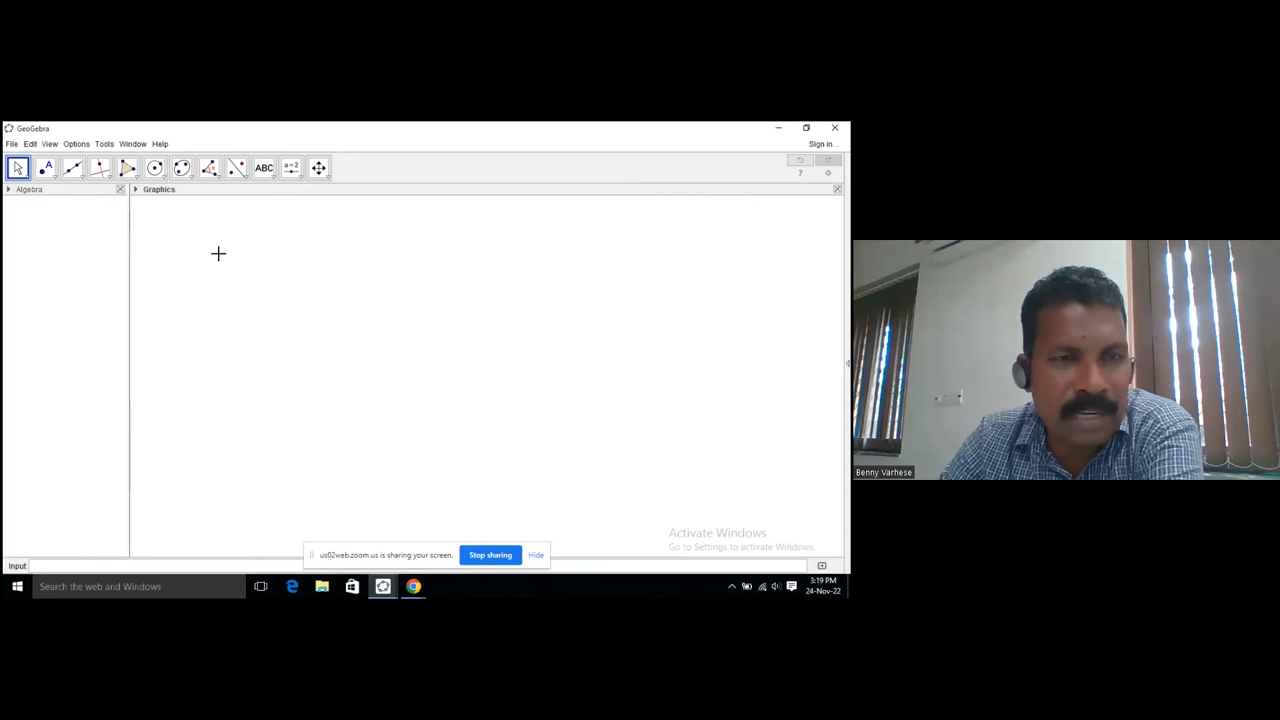 GeoGebra
File Edit View Options Tools Window Help
Sign in...
A
ABC
a=2
?
Algebra
Graphics
Activate Windows
Go to Settings to activate Windows.
us02web.zoom.us is sharing your screen.
Stop sharing
Hide
Input:
Search the web and Windows
3:19 PM
24-Nov-22
Benny Varhese